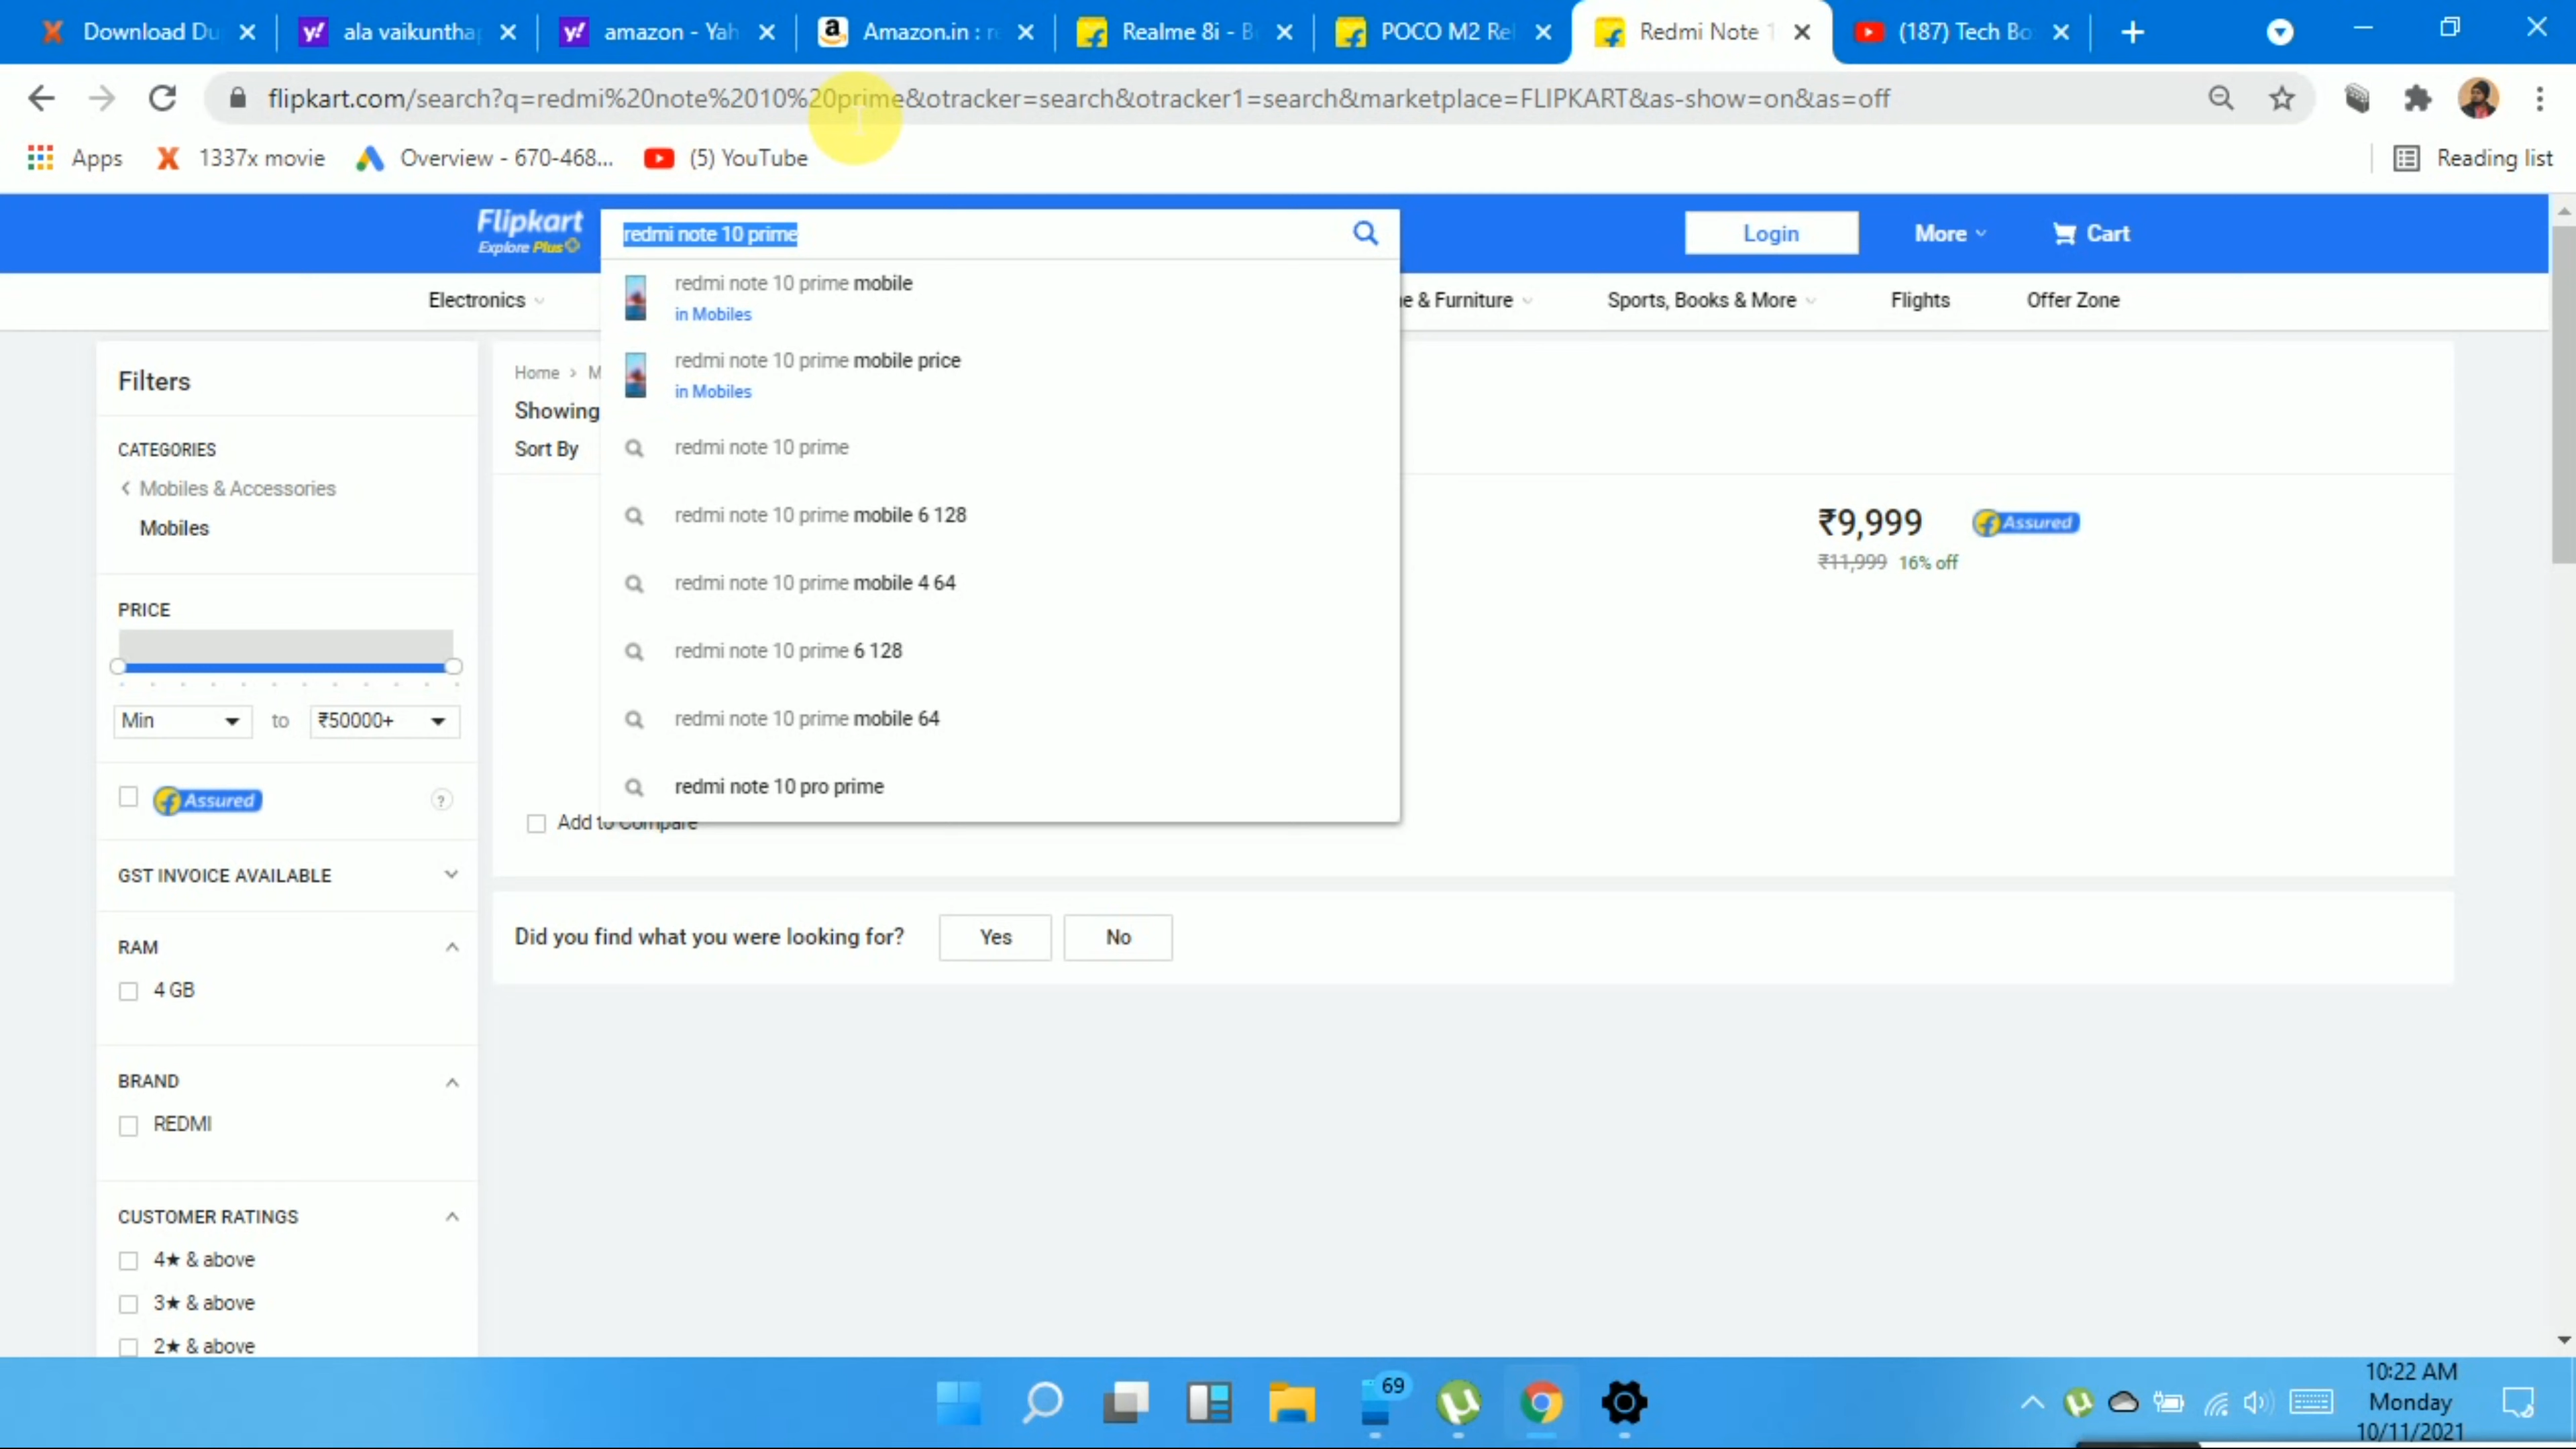 Download Du
ala vaikuntha
amazon - Yah
Amazon.in : r
Realme 8i - B
POCO M2 Re
Redmi Note 1
(187) Tech Bo
flipkart.com/search?q=redmi%20note%2010%20prime&otracker=search&otracker1=search&marketplace=FLIPKART&as-show=on&as=off
Apps
1337x movie
Overview - 670-468...
(5) YouTube
Reading list
Flipkart
Explore Plus
redmi note 10 prime
Login
More
Cart
Electronics
e & Furniture
Sports, Books & More
Flights
Offer Zone
redmi note 10 prime mobile
in Mobiles
redmi note 10 prime mobile price
in Mobiles
redmi note 10 prime
redmi note 10 prime mobile 6 128
redmi note 10 prime mobile 4 64
redmi note 10 prime 6 128
redmi note 10 prime mobile 64
redmi note 10 pro prime
Filters
CATEGORIES
Mobiles & Accessories
Mobiles
PRICE
Min
to
₹50000+
Assured
?
GST INVOICE AVAILABLE
RAM
4 GB
BRAND
REDMI
CUSTOMER RATINGS
4★ & above
3★ & above
2★ & above
Home > M
Showing
Sort By
₹9,999
Assured
₹11,999 16% off
Add to Compare
Did you find what you were looking for?
Yes
No
69
10:22 AM
Monday
10/11/2021